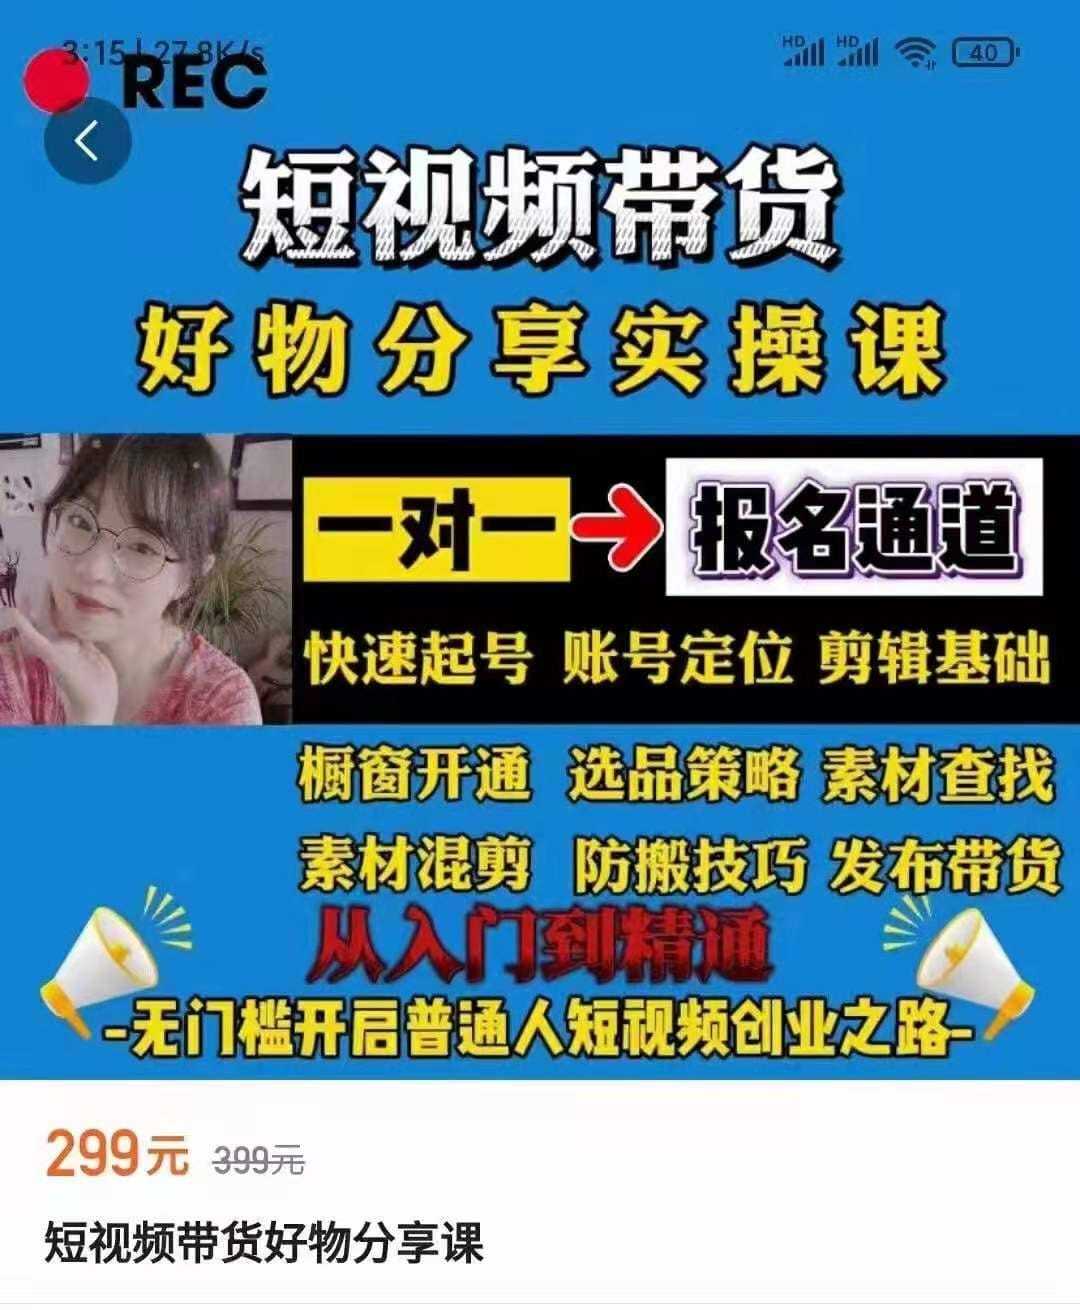 3:15 | 27.8K/s
HD HD 40
REC
短视频带货
好物分享实操课
一对一 报名通道
快速起号 账号定位 剪辑基础
橱窗开通 选品策略 素材查找
素材混剪 防搬技巧 发布带货
从入门到精通
-无门槛开启普通人短视频创业之路-
299元 399元
短视频带货好物分享课